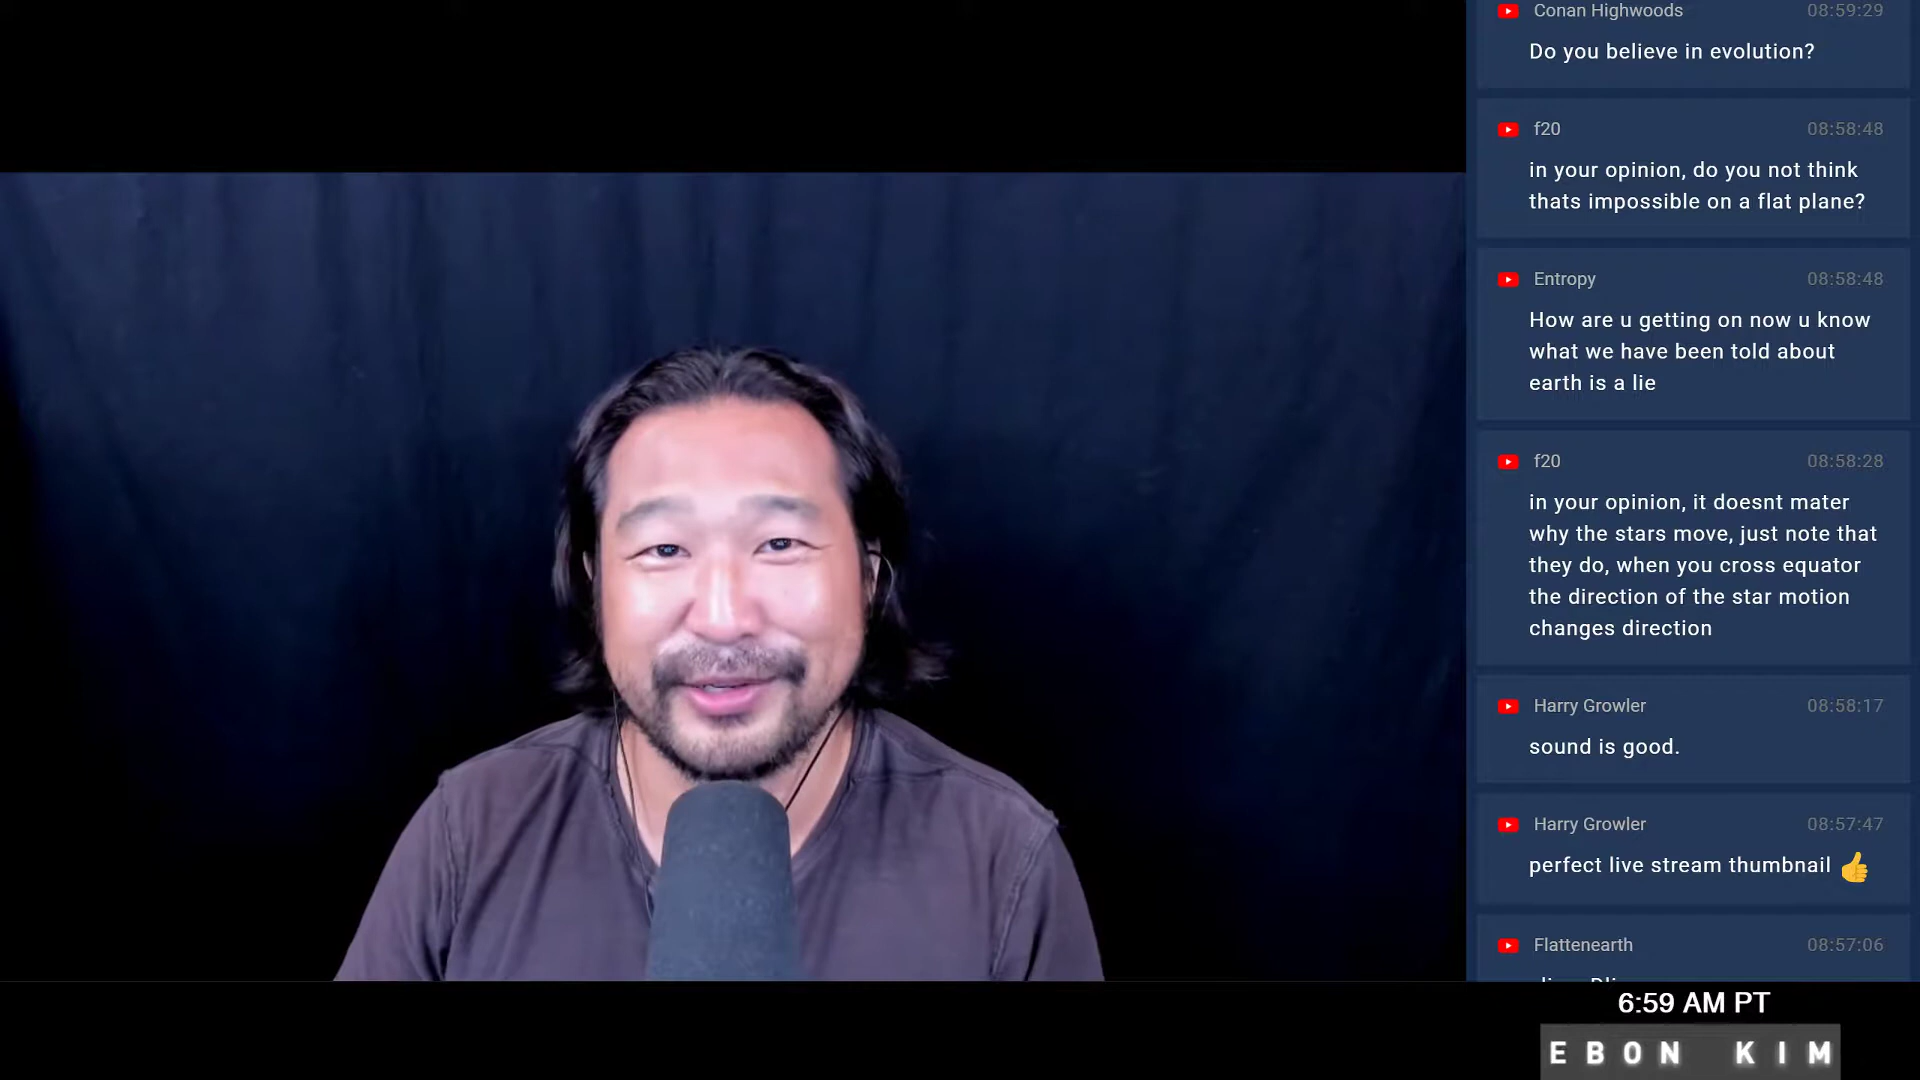 Conan Highwoods 08:59:29
Do you believe in evolution?
f20 08:58:48
in your opinion, do you not think
thats impossible on a flat plane?
Entropy 08:58:48
How are u getting on now u know
what we have been told about
earth is a lie
f20 08:58:28
in your opinion, it doesnt mater
why the stars move, just note that
they do, when you cross equator
the direction of the star motion
changes direction
Harry Growler 08:58:17
sound is good.
Harry Growler 08:57:47
perfect live stream thumbnail 👍
Flattenearth 08:57:06
6:59 AM PT
EBON KIM